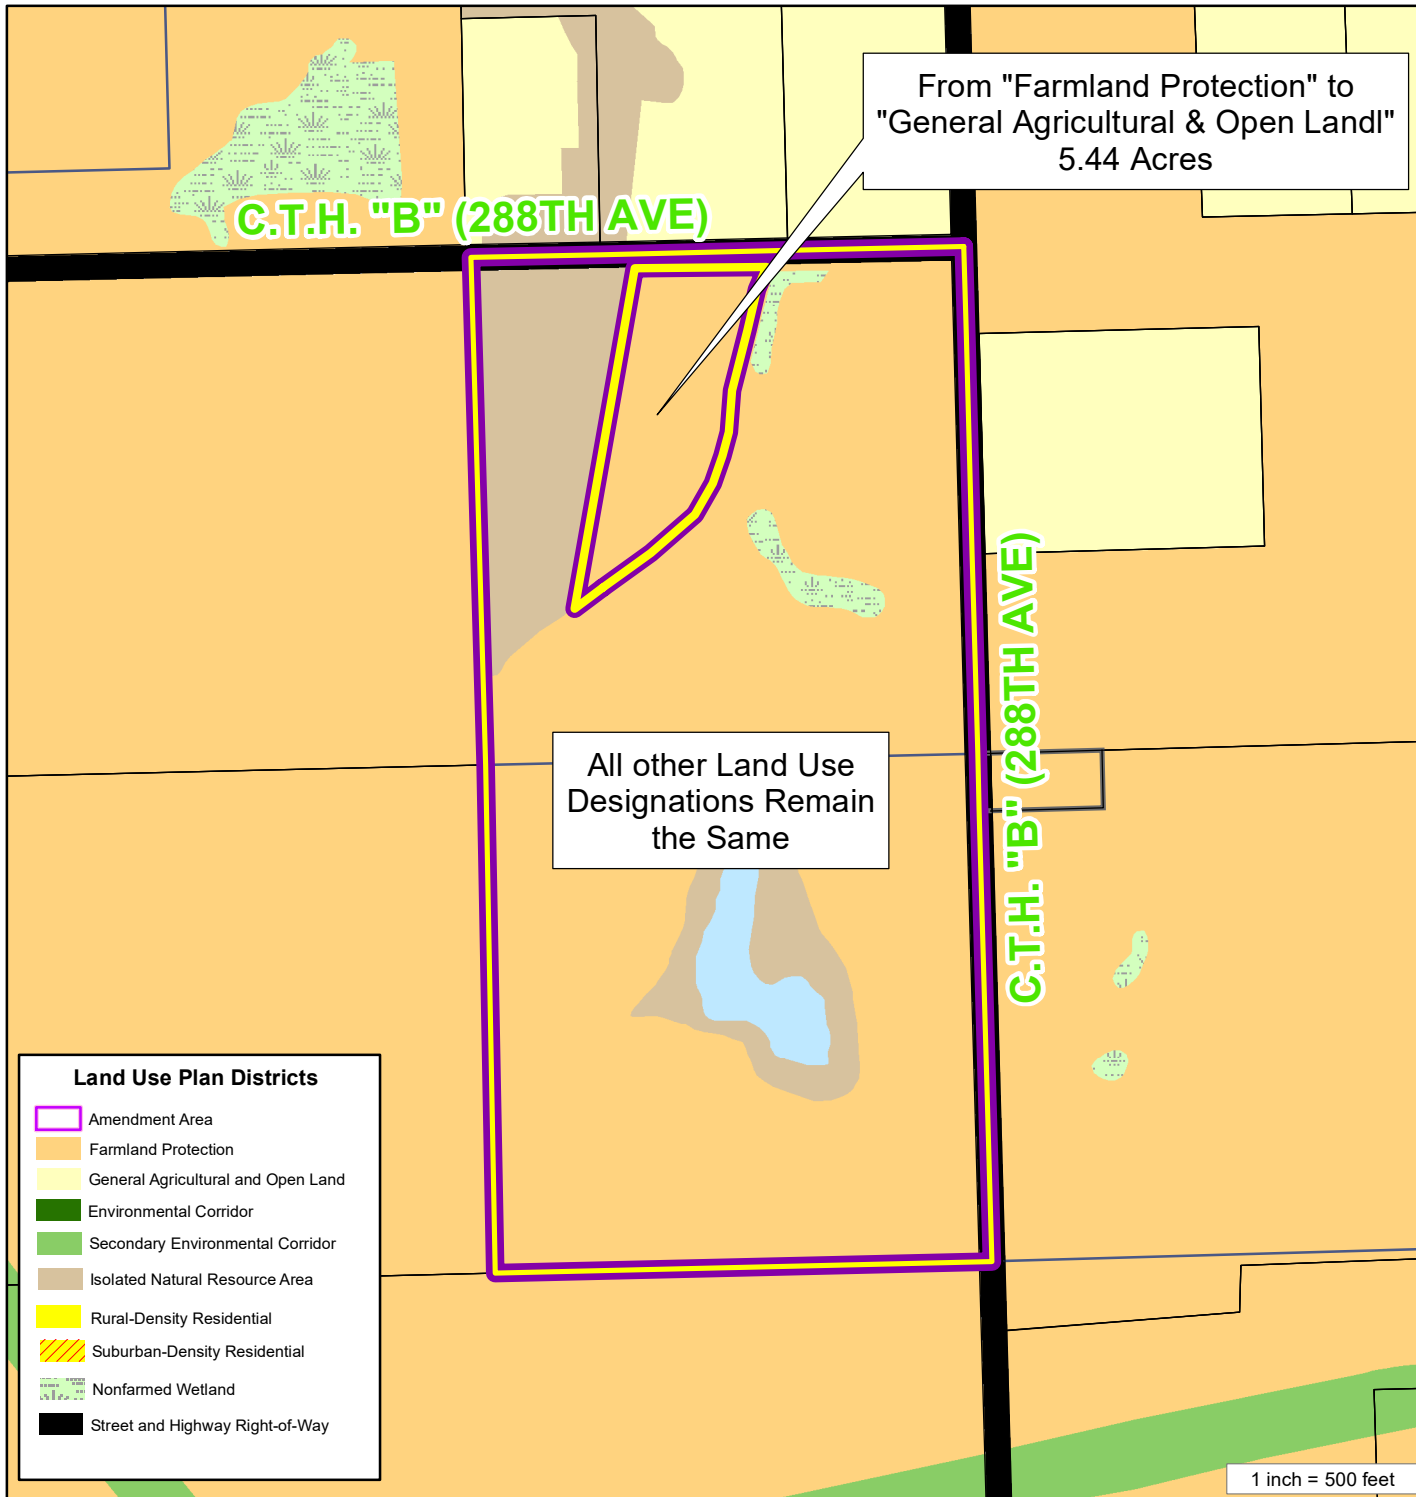 From "Farmland Protection" to
"General Agricultural & Open Landl"
5.44 Acres
C.T.H. "B" (288TH AVE)
C.T.H. "B" (288TH AVE)
All other Land Use
Designations Remain
the Same
Land Use Plan Districts
Amendment Area
Farmland Protection
General Agricultural and Open Land
Environmental Corridor
Secondary Environmental Corridor
Isolated Natural Resource Area
Rural-Density Residential
Suburban-Density Residential
Nonfarmed Wetland
Street and Highway Right-of-Way
1 inch = 500 feet